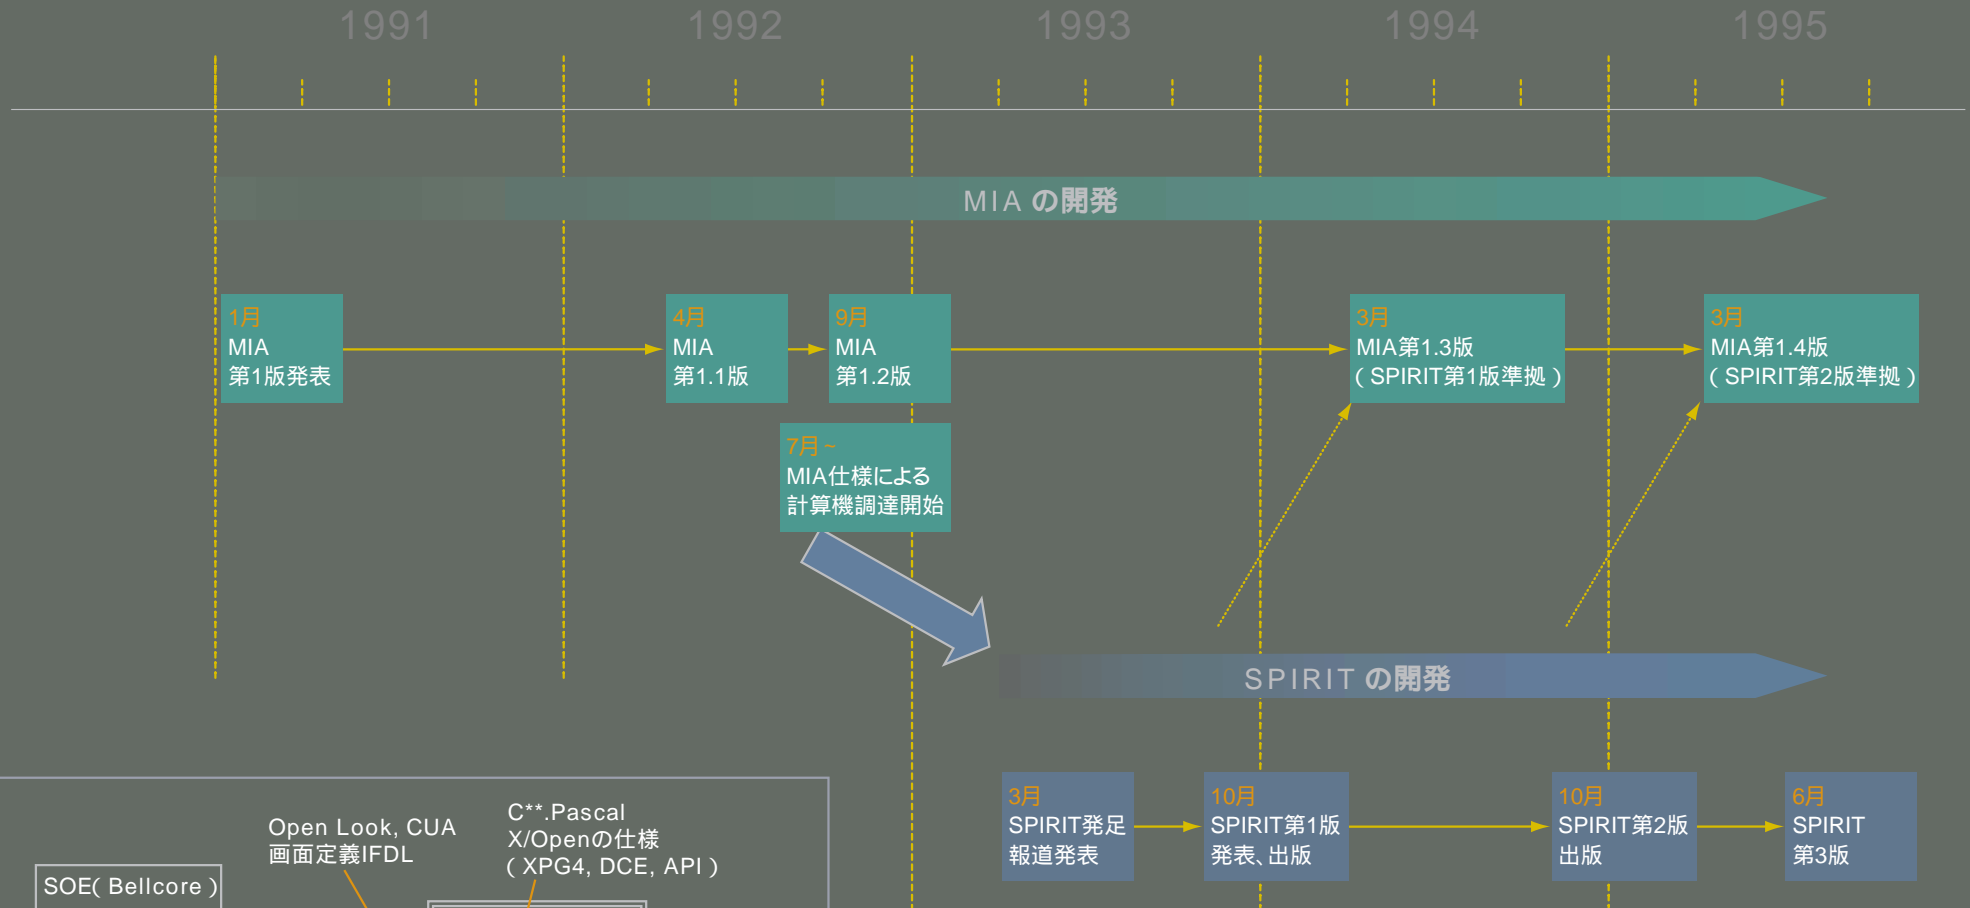 1991
1992
1993
1994
1995
MIA の開発
1月
MIA
第1版発表
4月
MIA
第1.1版
9月
MIA
第1.2版
3月
MIA第1.3版
(SPIRIT第1版準拠)
3月
MIA第1.4版
(SPIRIT第2版準拠)
7月~
MIA仕様による
計算機調達開始
SPIRIT の開発
3月
SPIRIT発足
報道発表
10月
SPIRIT第1版
発表、出版
10月
SPIRIT第2版
出版
6月
SPIRIT
第3版
Open Look, CUA
画面定義IFDL
C**.Pascal
X/Openの仕様
(XPG4, DCE, API)
SOE(Bellcore)